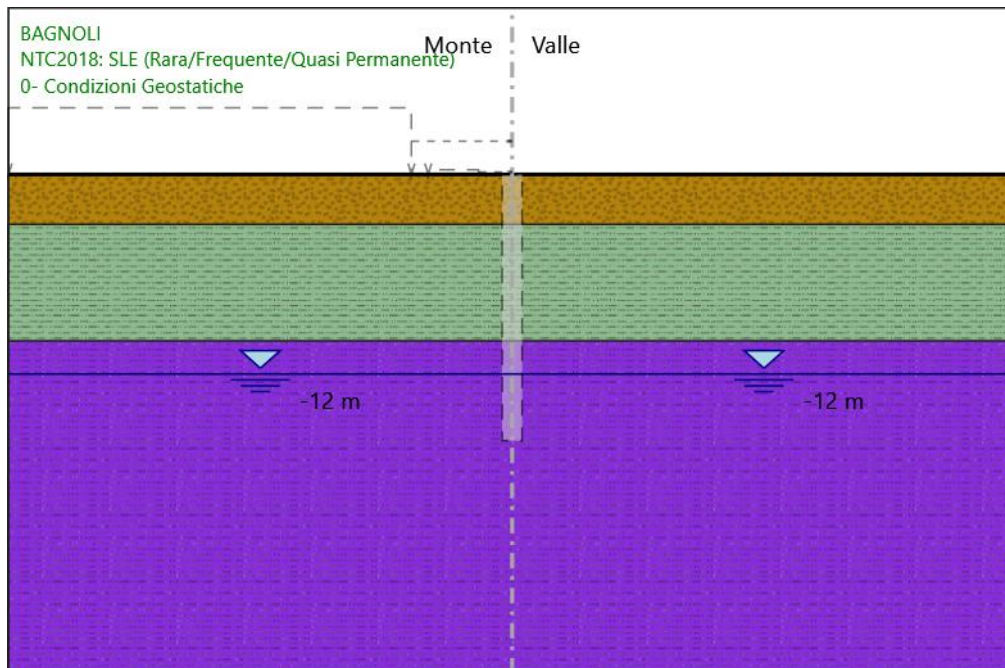 BAGNOLI
NTC2018: SLE (Rara/Frequente/Quasi Permanente)
0- Condizioni Geostatiche
Monte
Valle
-12 m
-12 m